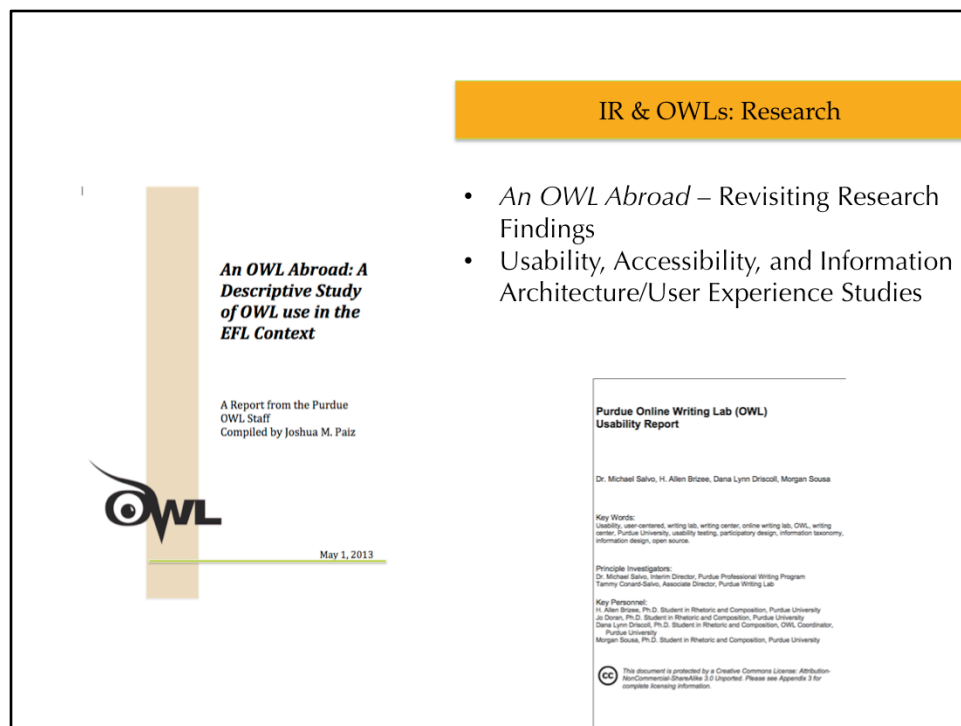 IR & OWLs: Research
• An OWL Abroad – Revisiting Research
Findings
• Usability, Accessibility, and Information
Architecture/User Experience Studies
An OWL Abroad: A
Descriptive Study
of OWL use in the
EFL Context
A Report from the Purdue
OWL Staff
Compiled by Joshua M. Paiz
OWL
May 1, 2013
Purdue Online Writing Lab (OWL)
Usability Report
Dr. Michael Salvo, H. Allen Brizee, Dana Lynn Driscoll, Morgan Sousa
Key Words:
Usability, user-centered, writing lab, writing center, online writing lab, OWL, writing
center, Purdue University, usability testing, participatory design, information taxonomy,
information design, open source.
Principle Investigators:
Dr. Michael Salvo, Interim Director, Purdue Professional Writing Program
Tammy Conard-Salvo, Associate Director, Purdue Writing Lab
Key Personnel:
H. Allen Brizee, Ph.D. Student in Rhetoric and Composition, Purdue University
Jo Doran, Ph.D. Student in Rhetoric and Composition, Purdue University
Dana Lynn Driscoll, Ph.D. Student in Rhetoric and Composition, OWL Coordinator,
Purdue University
Morgan Sousa, Ph.D. Student in Rhetoric and Composition, Purdue University
cc
This document is protected by a Creative Commons License: Attribution-
NonCommercial-ShareAlike 3.0 Unported. Please see Appendix 3 for
complete licensing information.